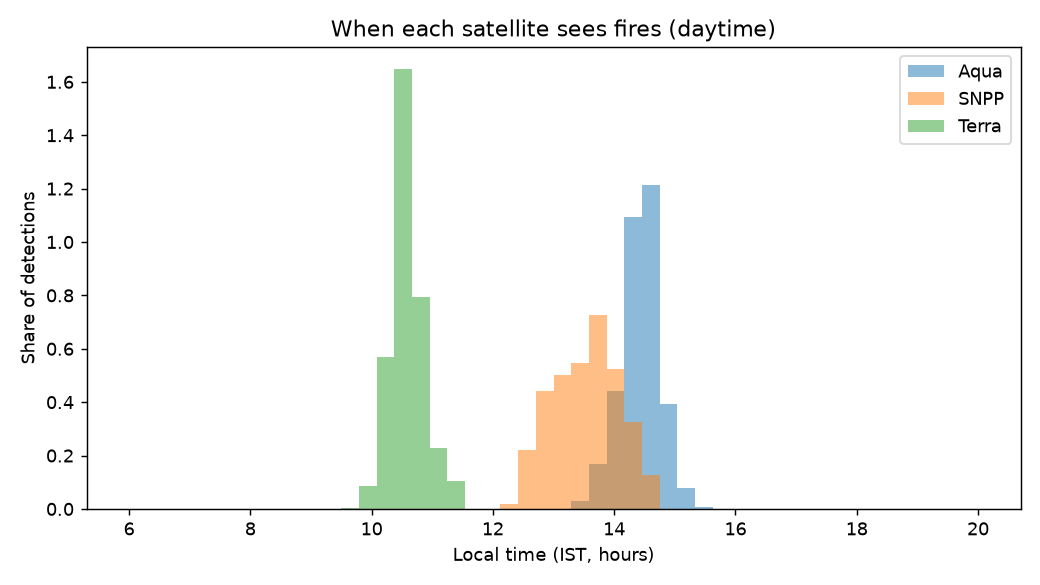 When each satellite sees fires (daytime)
Aqua
SNPP
Terra
Share of detections
1.6
1.4
1.2
1.0
0.8
0.6
0.4
0.2
0.0
6 8 10 12 14 16 18 20
Local time (IST, hours)